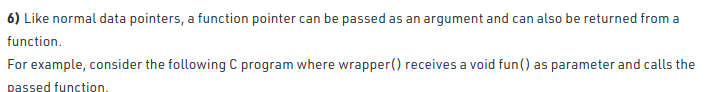 6) Like normal data pointers, a function pointer can be passed as an argument and can also be returned from a
function.
For example, consider the following C program where wrapper() receives a void fun() as parameter and calls the
passed function.